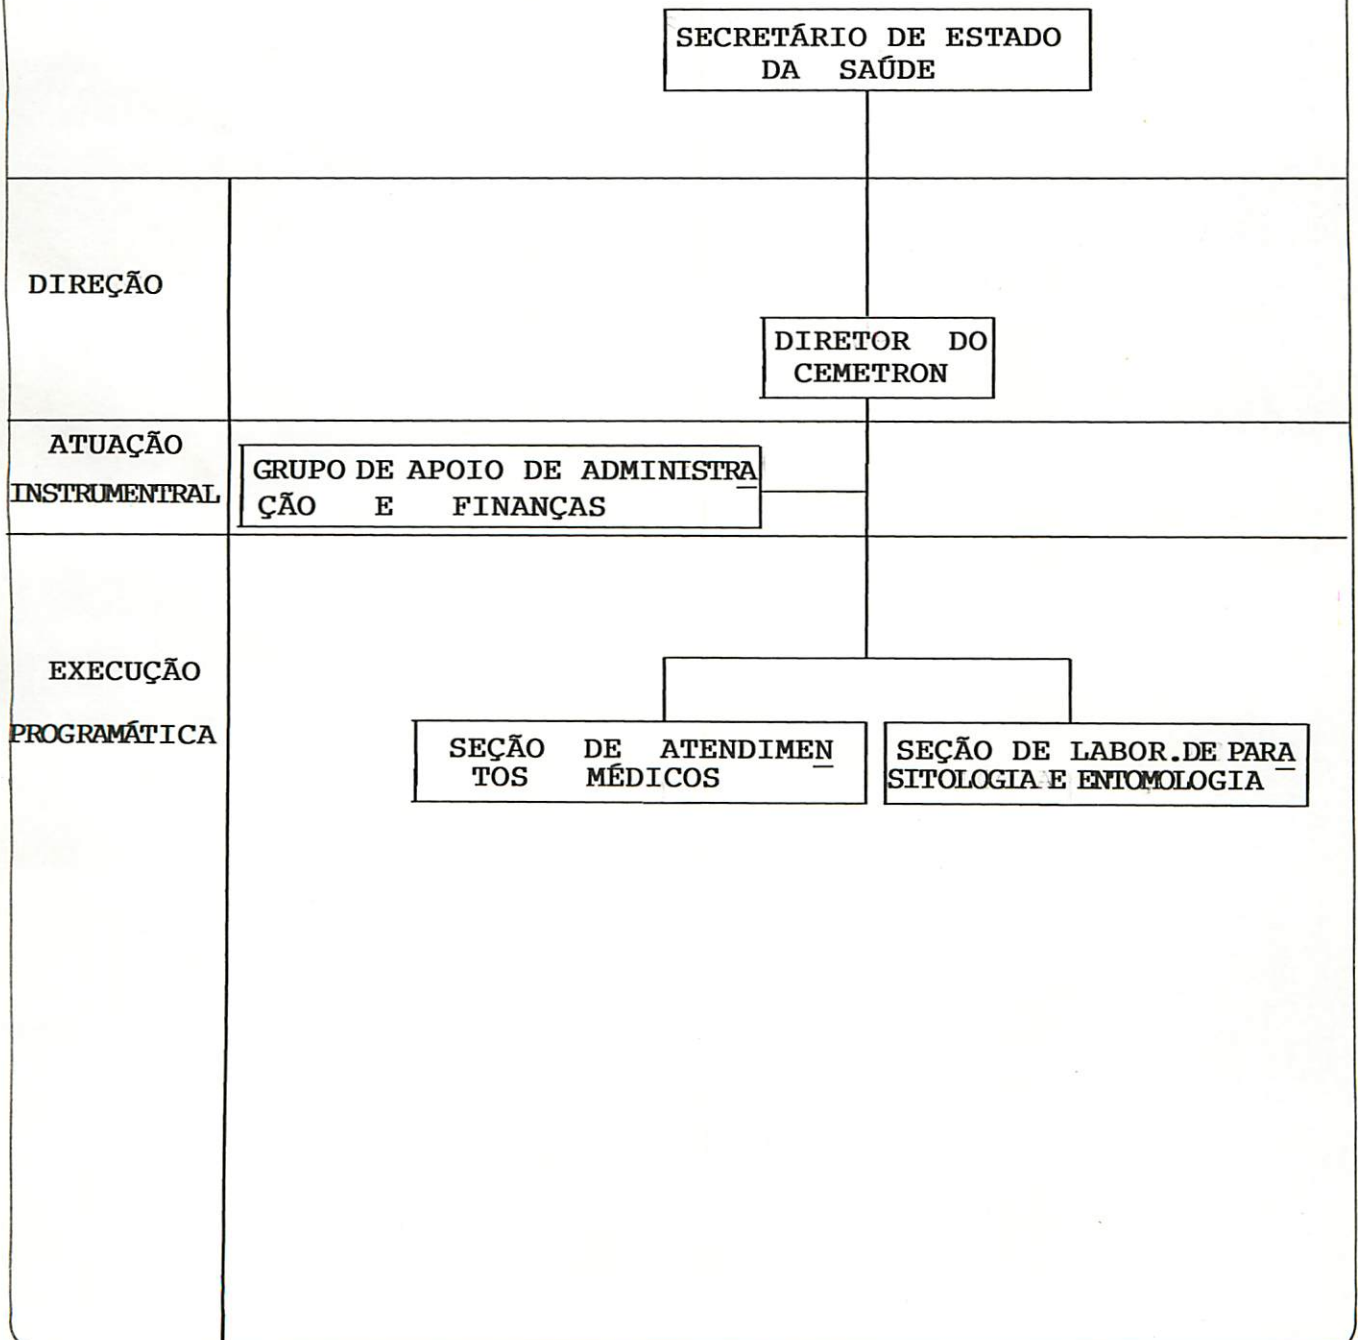 SECRETÁRIO DE ESTADO
DA SAÚDE
DIREÇÃO
DIRETOR DO
CEMETRON
ATUAÇÃO
INSTRUMENTRAL
GRUPO DE APOIO DE ADMINISTRA
ÇÃO E FINANÇAS
EXECUÇÃO
PROGRAMÁTICA
SEÇÃO DE ATENDIMEN
TOS MÉDICOS
SEÇÃO DE LABOR.DE PARA
SITOLOGIA E ENTOMOLOGIA